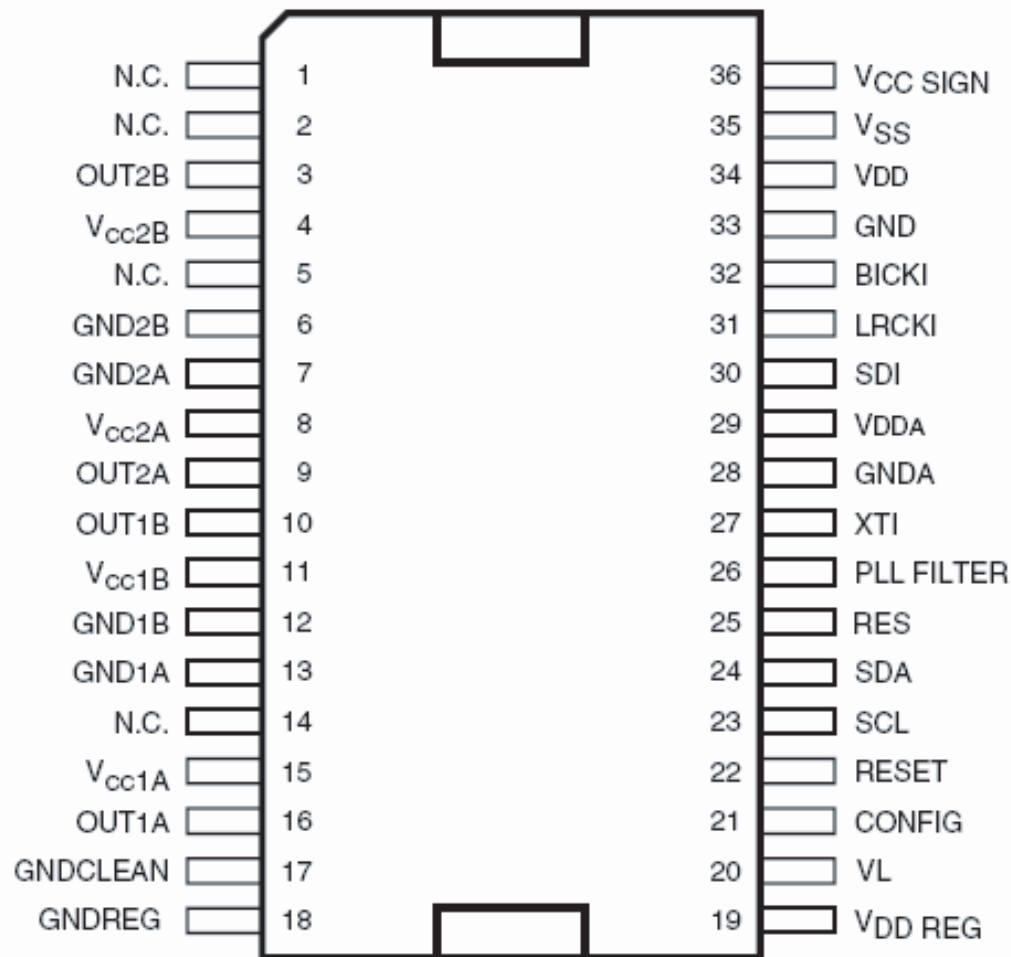 N.C. 1 36 VCC SIGN
N.C. 2 35 VSS
OUT2B 3 34 VDD
Vcc2B 4 33 GND
N.C. 5 32 BICKI
GND2B 6 31 LRCKI
GND2A 7 30 SDI
Vcc2A 8 29 VDDA
OUT2A 9 28 GNDA
OUT1B 10 27 XTI
Vcc1B 11 26 PLL FILTER
GND1B 12 25 RES
GND1A 13 24 SDA
N.C. 14 23 SCL
Vcc1A 15 22 RESET
OUT1A 16 21 CONFIG
GNDCLEAN 17 20 VL
GNDREG 18 19 VDD REG